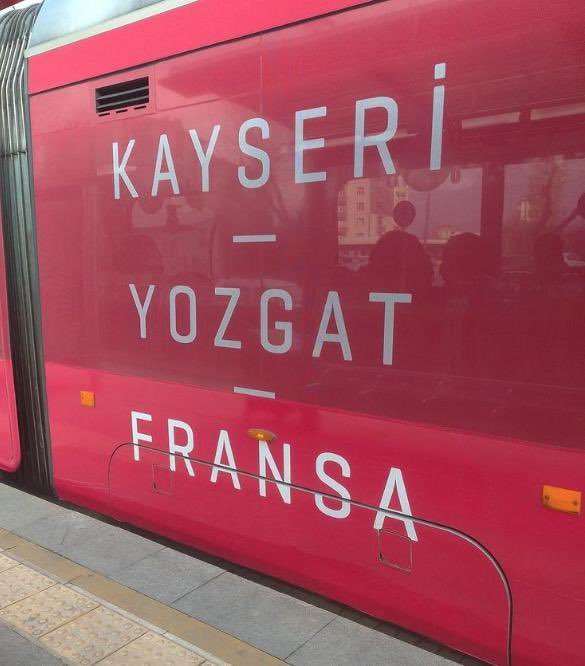 KAYSERİ
—
YOZGAT
—
FRANSA